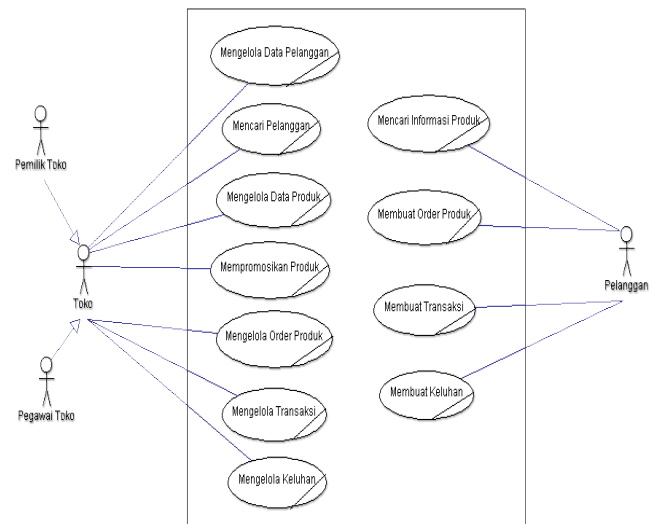 Mengelola Data Pelanggan
Mencari Pelanggan
Mencari Informasi Produk
Pemilik Toko
Mengelola Data Produk
Membuat Order Produk
Mempromosikan Produk
Toko
Pelanggan
Membuat Transaksi
Mengelola Order Produk
Membuat Keluhan
Pegawai Toko
Mengelola Transaksi
Mengelola Keluhan